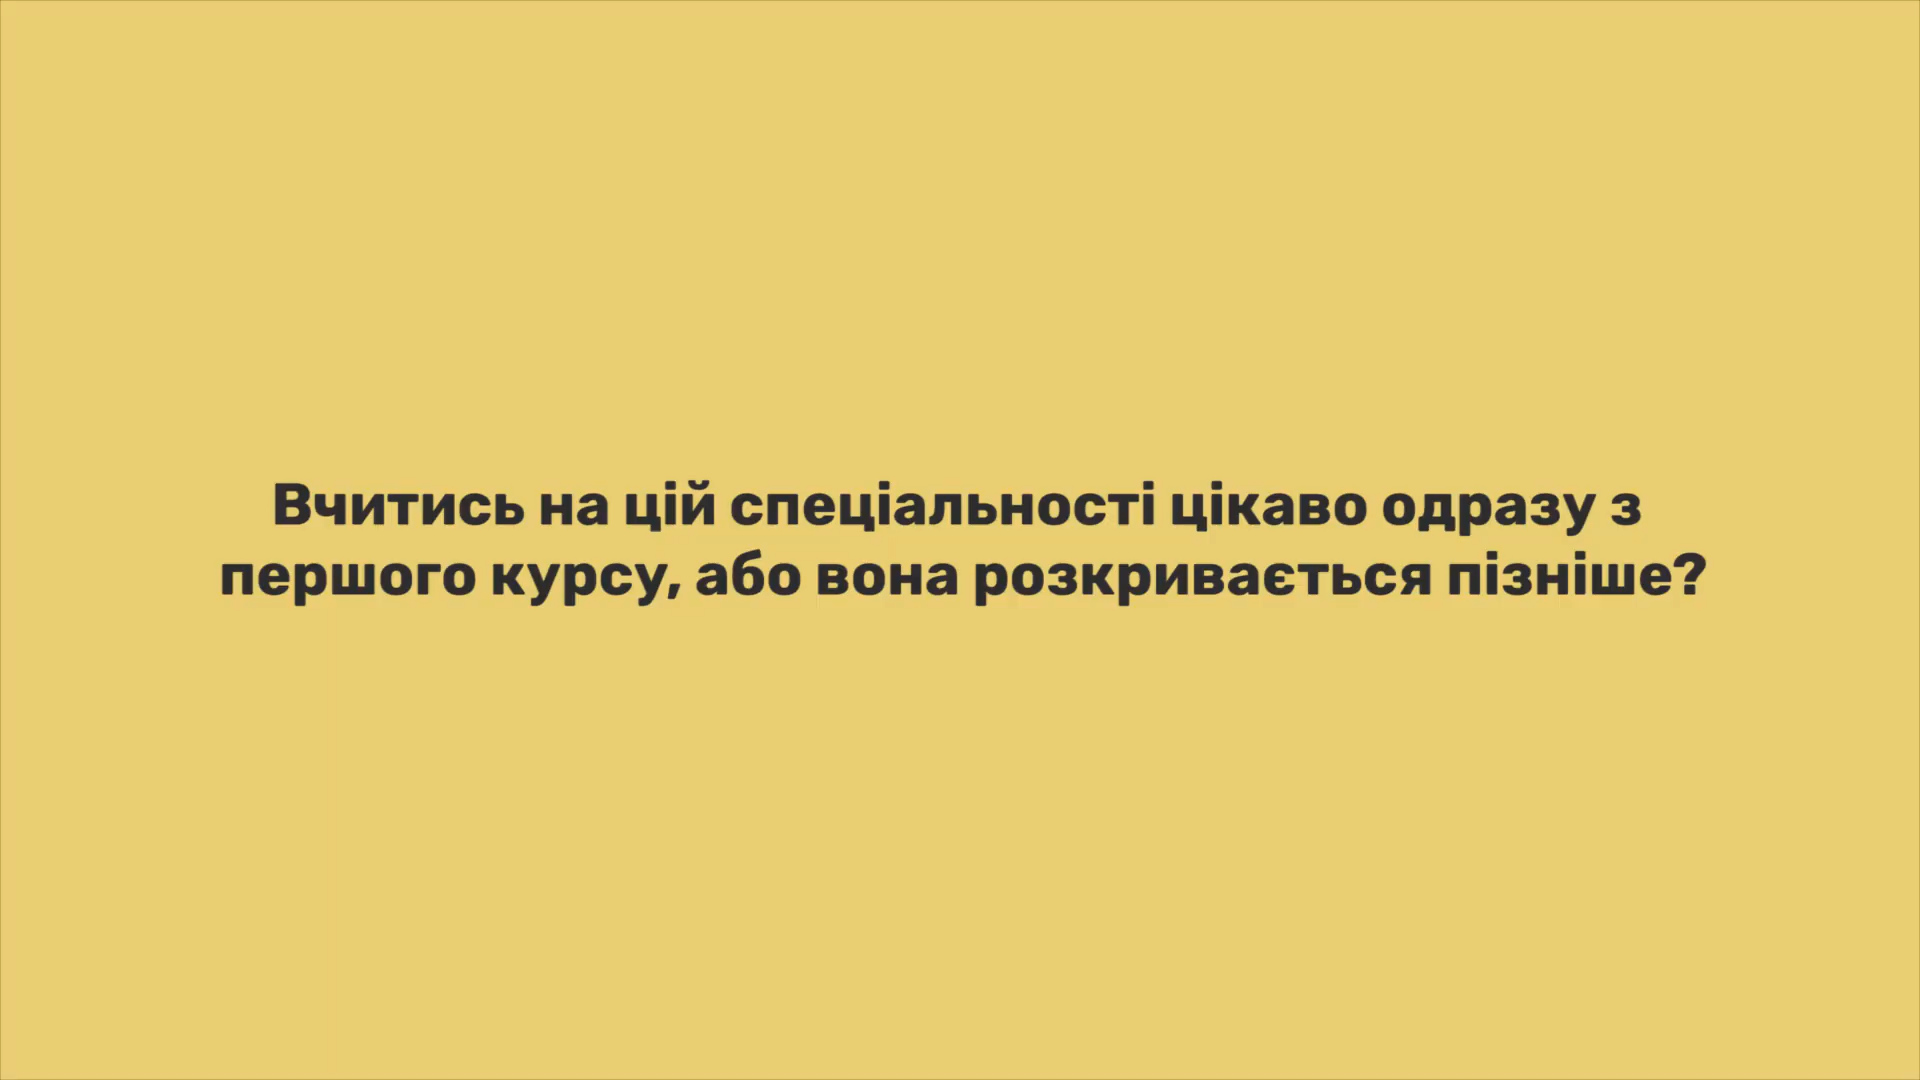 Вчитись на цій спеціальності цікаво одразу з
першого курсу, або вона розкривається пізніше?